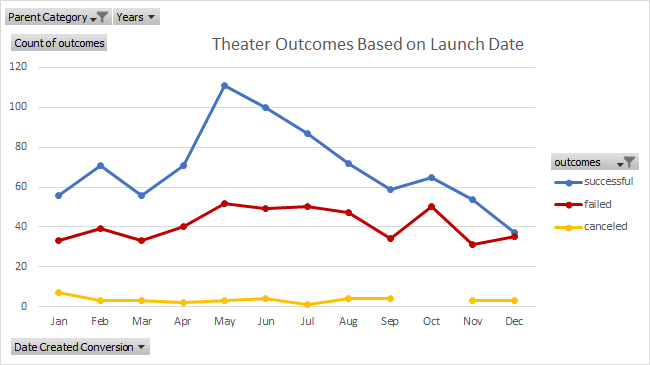 Parent Category Years
Count of outcomes
Theater Outcomes Based on Launch Date
120
100
80
60
40
20
0
Jan Feb Mar Apr May Jun Jul Aug Sep Oct Nov Dec
outcomes
successful
failed
canceled
Date Created Conversion